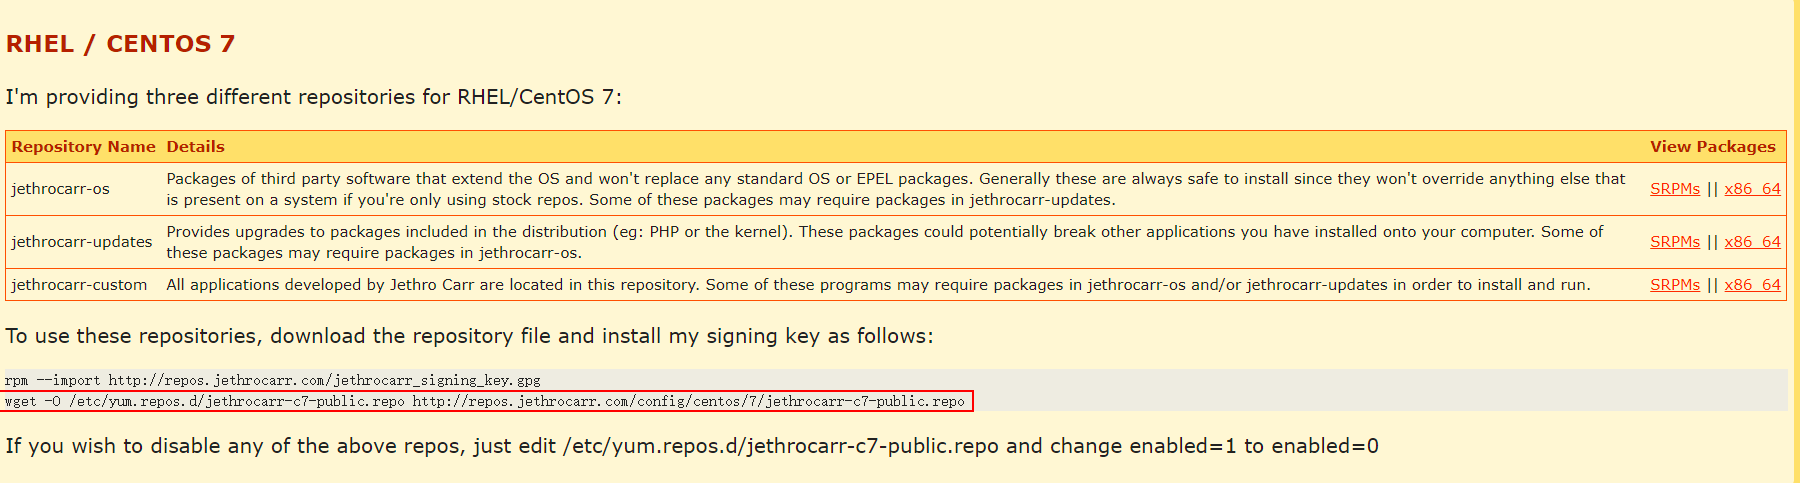 RHEL / CENTOS 7
I'm providing three different repositories for RHEL/CentOS 7:
Repository Name Details View Packages
jethrocarr-os Packages of third party software that extend the OS and won't replace any standard OS or EPEL packages. Generally these are always safe to install since they won't override anything else that is present on a system if you're only using stock repos. Some of these packages may require packages in jethrocarr-updates. SRPMs || x86_64
jethrocarr-updates Provides upgrades to packages included in the distribution (eg: PHP or the kernel). These packages could potentially break other applications you have installed onto your computer. Some of these packages may require packages in jethrocarr-os. SRPMs || x86_64
jethrocarr-custom All applications developed by Jethro Carr are located in this repository. Some of these programs may require packages in jethrocarr-os and/or jethrocarr-updates in order to install and run. SRPMs || x86_64
To use these repositories, download the repository file and install my signing key as follows:
rpm --import http://repos.jethrocarr.com/jethrocarr_signing_key.gpg
wget -O /etc/yum.repos.d/jethrocarr-c7-public.repo http://repos.jethrocarr.com/config/centos/7/jethrocarr-c7-public.repo
If you wish to disable any of the above repos, just edit /etc/yum.repos.d/jethrocarr-c7-public.repo and change enabled=1 to enabled=0